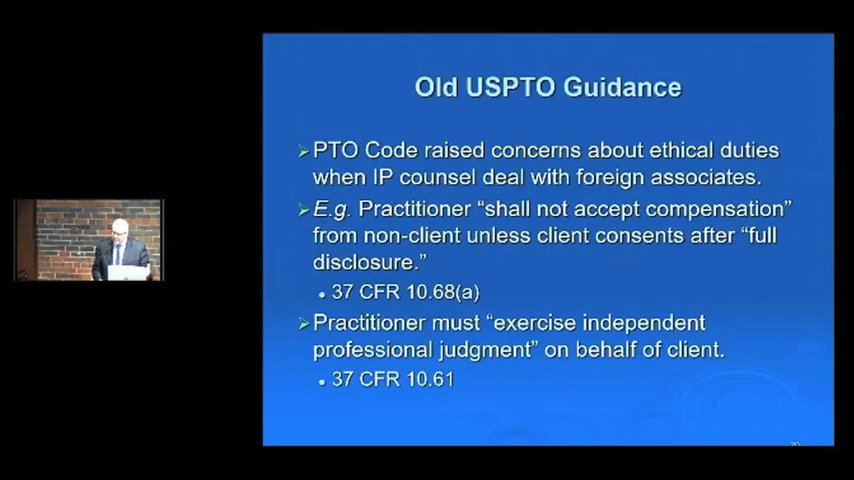 Old USPTO Guidance
PTO Code raised concerns about ethical duties
when IP counsel deal with foreign associates.
E.g. Practitioner “shall not accept compensation”
from non-client unless client consents after “full
disclosure.”
37 CFR 10.68(a)
Practitioner must “exercise independent
professional judgment” on behalf of client.
37 CFR 10.61